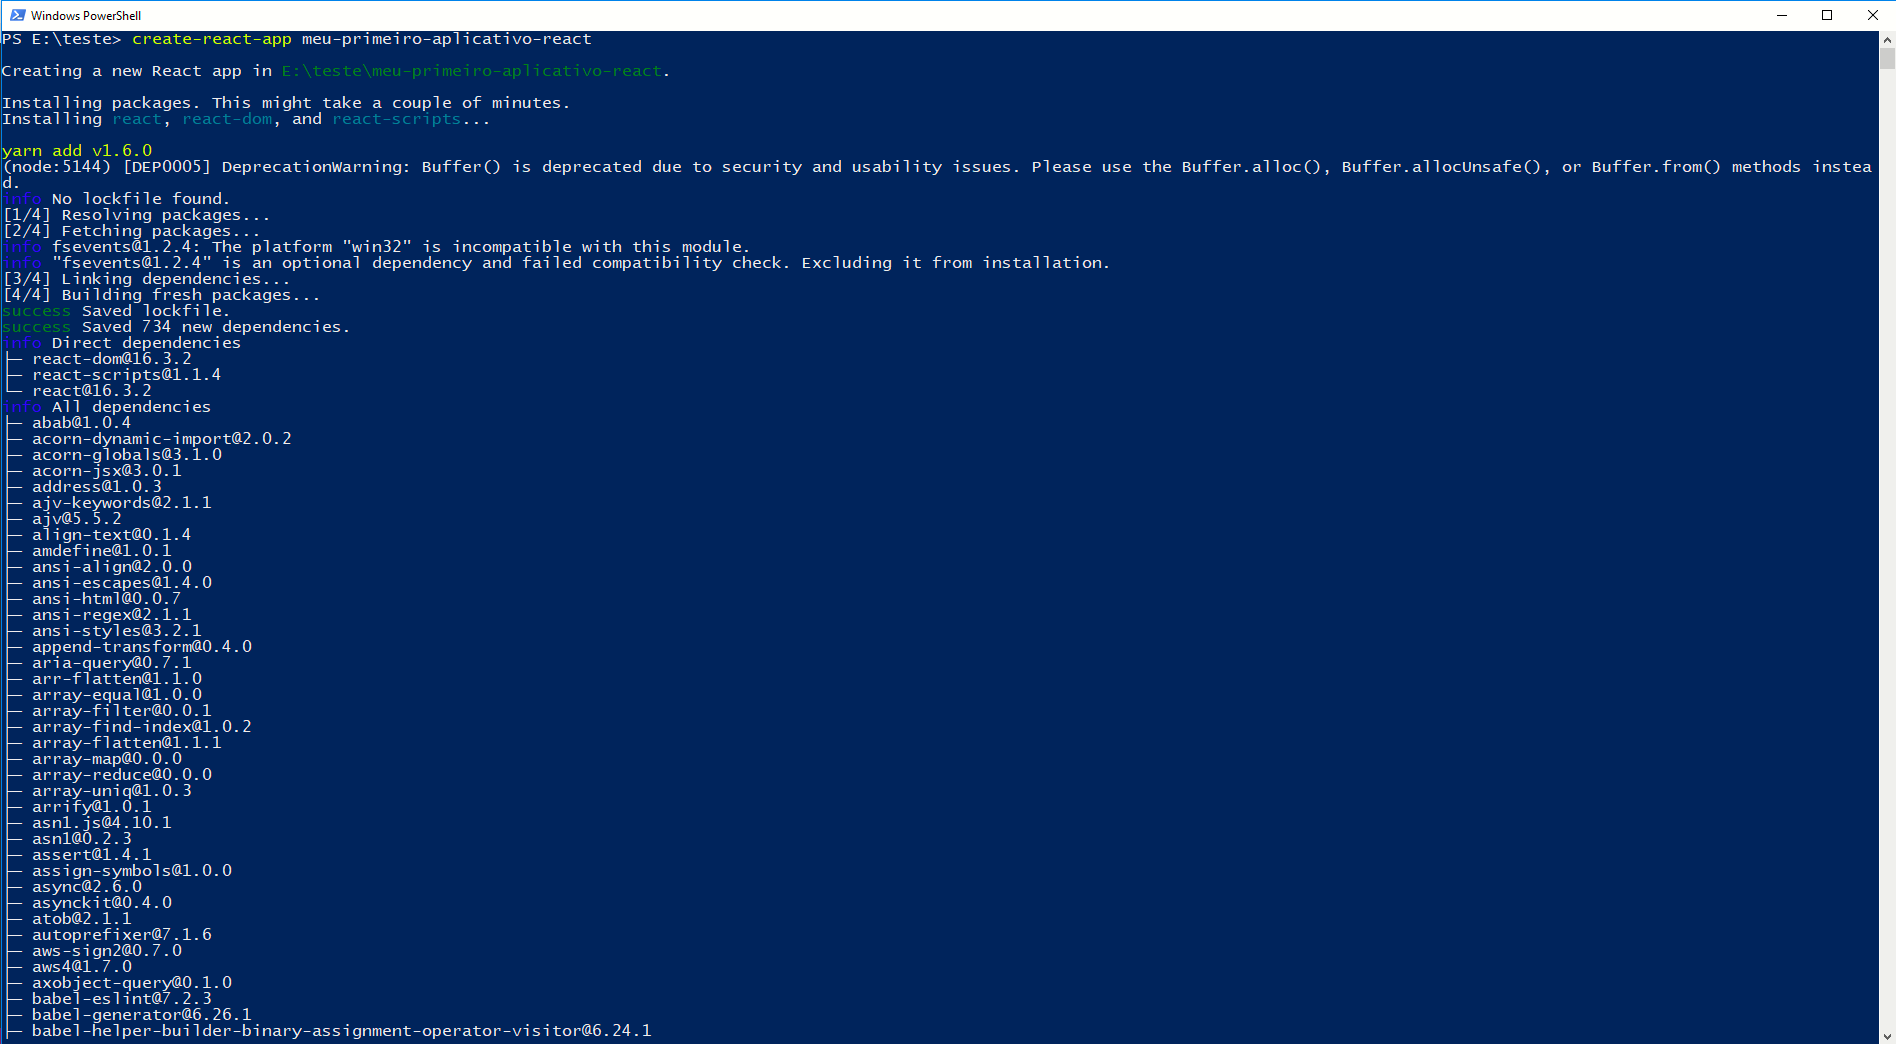 Windows PowerShell
PS E:\teste> create-react-app meu-primeiro-aplicativo-react
Creating a new React app in E:\teste\meu-primeiro-aplicativo-react.
Installing packages. This might take a couple of minutes.
Installing react, react-dom, and react-scripts...
yarn add v1.6.0
(node:5144) [DEP0005] DeprecationWarning: Buffer() is deprecated due to security and usability issues. Please use the Buffer.alloc(), Buffer.allocUnsafe(), or Buffer.from() methods instea
d.
info No lockfile found.
[1/4] Resolving packages...
[2/4] Fetching packages...
info fsevents@1.2.4: The platform "win32" is incompatible with this module.
info "fsevents@1.2.4" is an optional dependency and failed compatibility check. Excluding it from installation.
[3/4] Linking dependencies...
[4/4] Building fresh packages...
success Saved lockfile.
success Saved 734 new dependencies.
info Direct dependencies
├─ react-dom@16.3.2
├─ react-scripts@1.1.4
└─ react@16.3.2
info All dependencies
├─ abab@1.0.4
├─ acorn-dynamic-import@2.0.2
├─ acorn-globals@3.1.0
├─ acorn-jsx@3.0.1
├─ address@1.0.3
├─ ajv-keywords@2.1.1
├─ ajv@5.5.2
├─ align-text@0.1.4
├─ amdefine@1.0.1
├─ ansi-align@2.0.0
├─ ansi-escapes@1.4.0
├─ ansi-html@0.0.7
├─ ansi-regex@2.1.1
├─ ansi-styles@3.2.1
├─ append-transform@0.4.0
├─ aria-query@0.7.1
├─ arr-flatten@1.1.0
├─ array-equal@1.0.0
├─ array-filter@0.0.1
├─ array-find-index@1.0.2
├─ array-flatten@1.1.1
├─ array-map@0.0.0
├─ array-reduce@0.0.0
├─ array-uniq@1.0.3
├─ arrify@1.0.1
├─ asn1.js@4.10.1
├─ asn1@0.2.3
├─ assert@1.4.1
├─ assign-symbols@1.0.0
├─ async@2.6.0
├─ asynckit@0.4.0
├─ atob@2.1.1
├─ autoprefixer@7.1.6
├─ aws-sign2@0.7.0
├─ aws4@1.7.0
├─ axobject-query@0.1.0
├─ babel-eslint@7.2.3
├─ babel-generator@6.26.1
├─ babel-helper-builder-binary-assignment-operator-visitor@6.24.1